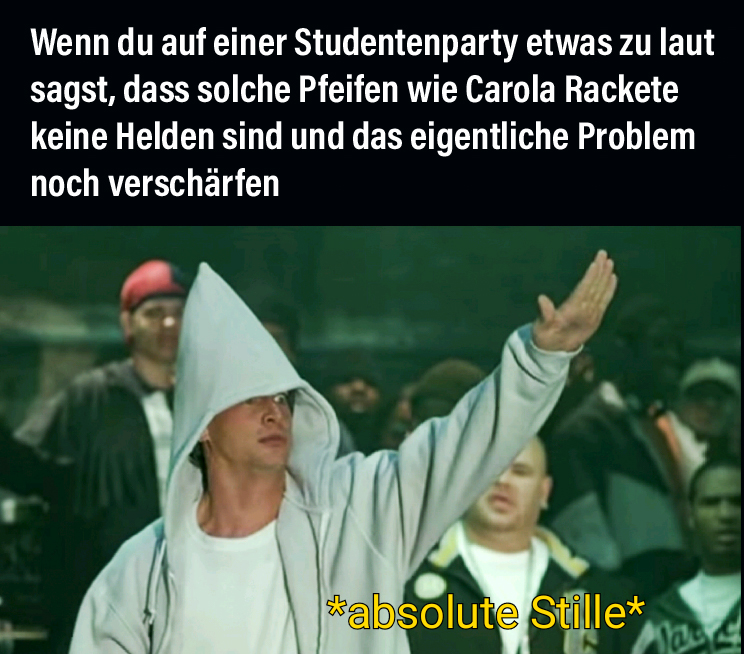 Wenn du auf einer Studentenparty etwas zu laut
sagst, dass solche Pfeifen wie Carola Rackete
keine Helden sind und das eigentliche Problem
noch verschärfen
*absolute Stille*